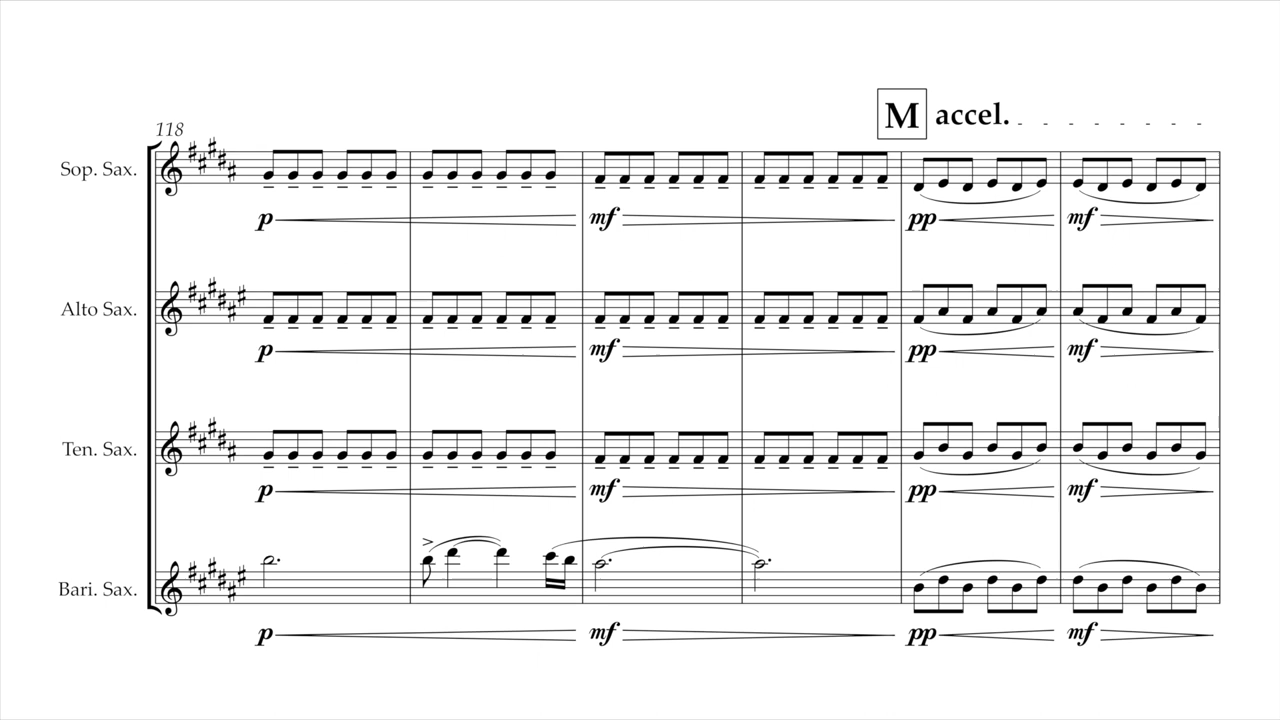 M accel.
118
Sop. Sax.
p mf pp mf
Alto Sax.
p mf pp mf
Ten. Sax.
p mf pp mf
Bari. Sax.
p mf pp mf